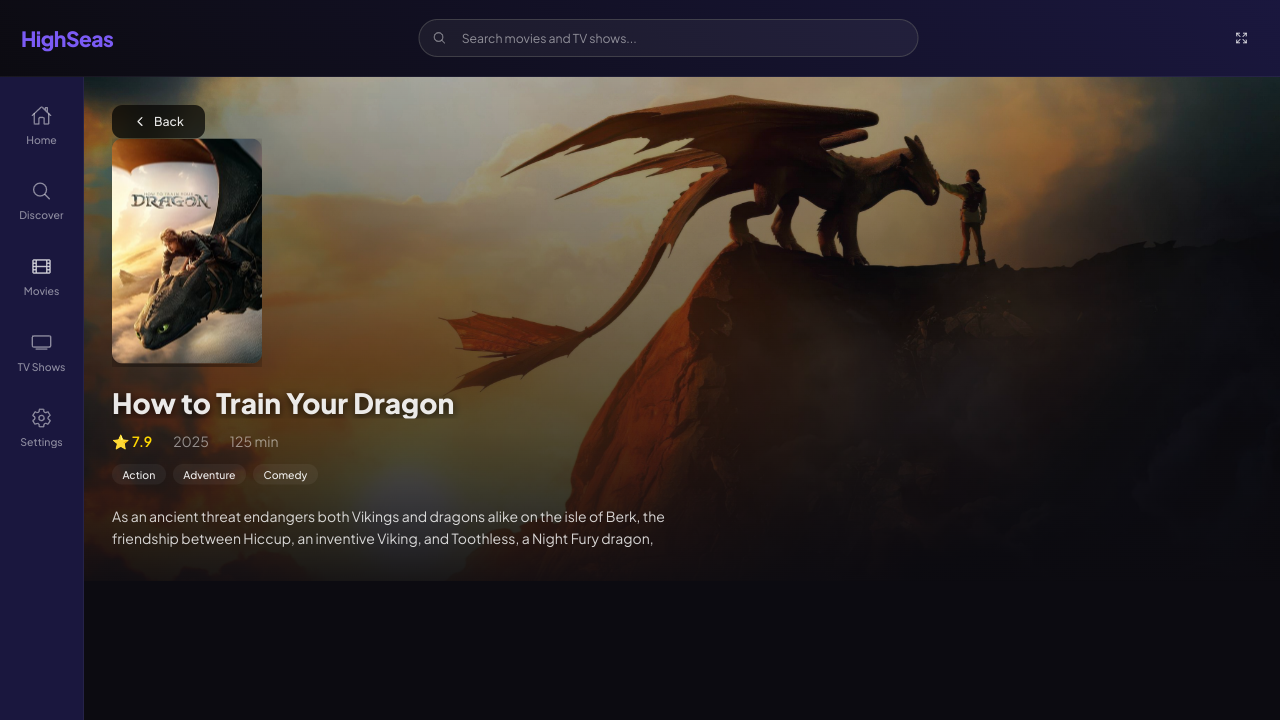 HighSeas
Search movies and TV shows...
Home
Discover
Movies
TV Shows
Settings
Back
HOW TO TRAIN YOUR
DRAGON
How to Train Your Dragon
7.9 2025 125 min
Action Adventure Comedy
As an ancient threat endangers both Vikings and dragons alike on the isle of Berk, the
friendship between Hiccup, an inventive Viking, and Toothless, a Night Fury dragon,